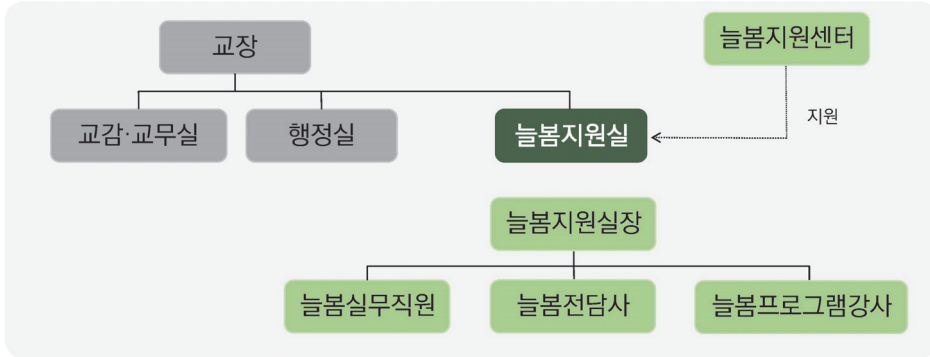 교장
늘봄지원센터
지원
교감·교무실
행정실
늘봄지원실
늘봄지원실장
늘봄실무직원
늘봄전담사
늘봄프로그램강사